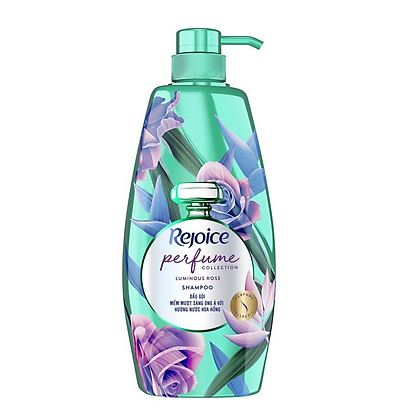 Rejoice
perfume
COLLECTION
LUMINOUS ROSE
SHAMPOO
DẦU GỘI
MỀM MƯỢT SÁNG ÓNG Ả VỚI
HƯƠNG NƯỚC HOA HỒNG